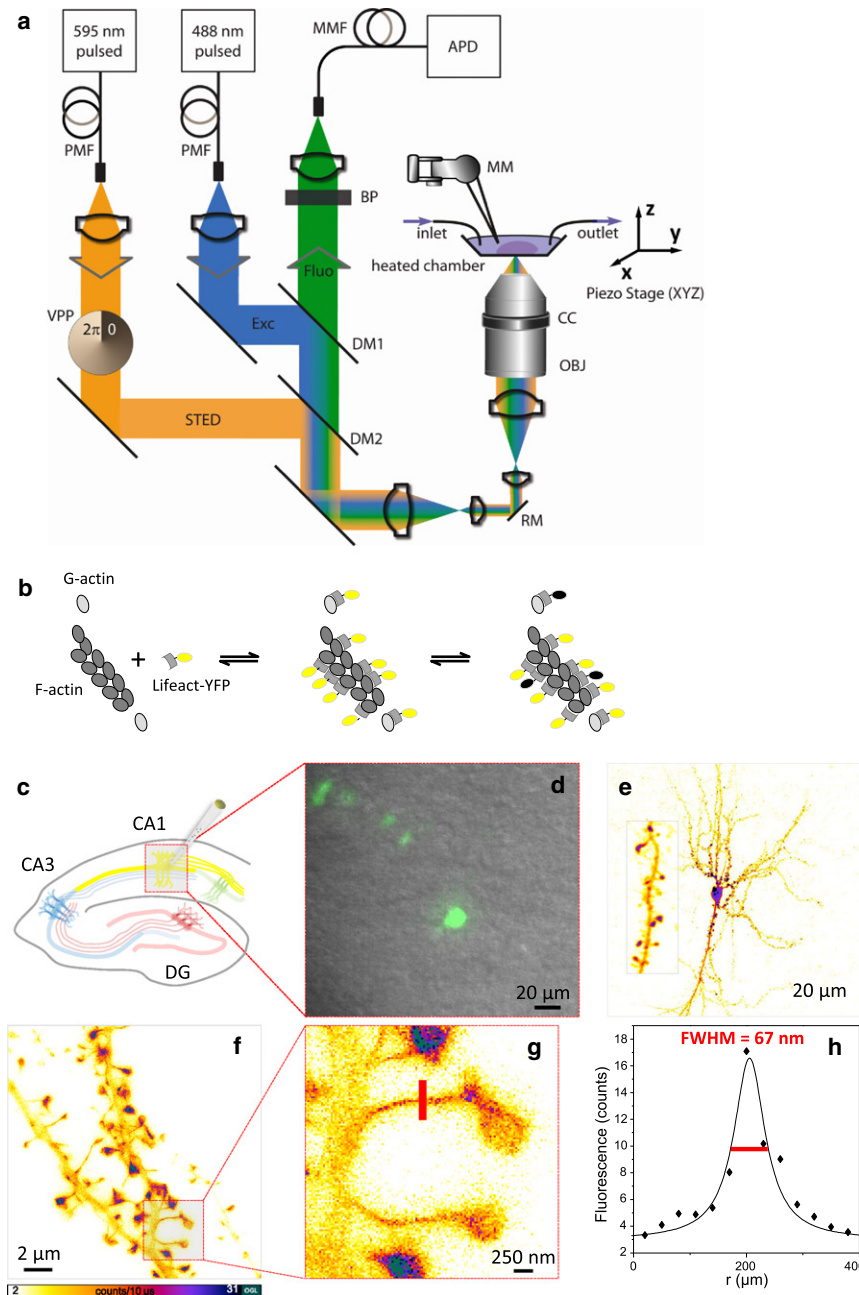 a
595 nm
pulsed
488 nm
pulsed
MMF
APD
PMF
PMF
BP
MM
inlet
outlet
heated chamber
z
y
x
Piezo Stage (XYZ)
Fluo
VPP
2π 0
Exc
DM1
CC
OBJ
STED
DM2
RM
b
G-actin
F-actin
+
Lifeact-YFP
c
CA1
CA3
DG
d
20 µm
e
20 µm
f
2 µm
2 counts/10 µs 31 OGL
g
250 nm
h
FWHM = 67 nm
Fluorescence (counts)
18
16
14
12
10
8
6
4
2
0 200 400
r (µm)